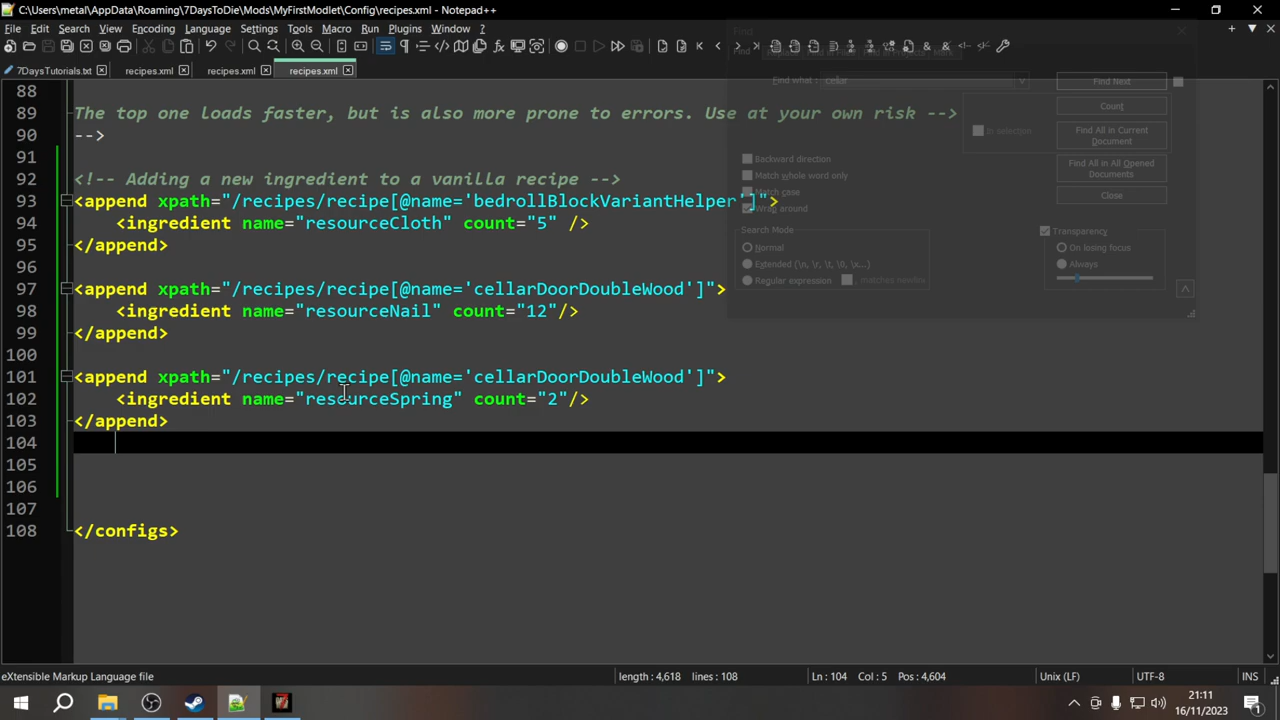 C:\Users\metal\AppData\Roaming\7DaysToDie\Mods\MyFirstModlet\Config\recipes.xml - Notepad++
File Edit Search View Encoding Language Settings Tools Macro Run Plugins Window ?
7DaysTutorials.txt recipes.xml recipes.xml recipes.xml
Find
Find what : cellar
Find Next
Count
In selection
Find All in Current Document
Find All in All Opened Documents
Close
Backward direction
Match whole word only
Match case
Wrap around
Search Mode
Normal
Extended (\n, \r, \t, \0, \x...)
Regular expression
. matches newline
Transparency
On losing focus
Always
88
89 The top one loads faster, but is also more prone to errors. Use at your own risk -->
90 -->
91
92 <!-- Adding a new ingredient to a vanilla recipe -->
93 <append xpath="/recipes/recipe[@name='bedrollBlockVariantHelper']">
94 <ingredient name="resourceCloth" count="5" />
95 </append>
96
97 <append xpath="/recipes/recipe[@name='cellarDoorDoubleWood']">
98 <ingredient name="resourceNail" count="12"/>
99 </append>
100
101 <append xpath="/recipes/recipe[@name='cellarDoorDoubleWood']">
102 <ingredient name="resourceSpring" count="2"/>
103 </append>
104
105
106
107
108 </configs>
eXtensible Markup Language file length : 4,618 lines : 108 Ln : 104 Col : 5 Pos : 4,604 Unix (LF) UTF-8 INS
21:11
16/11/2023